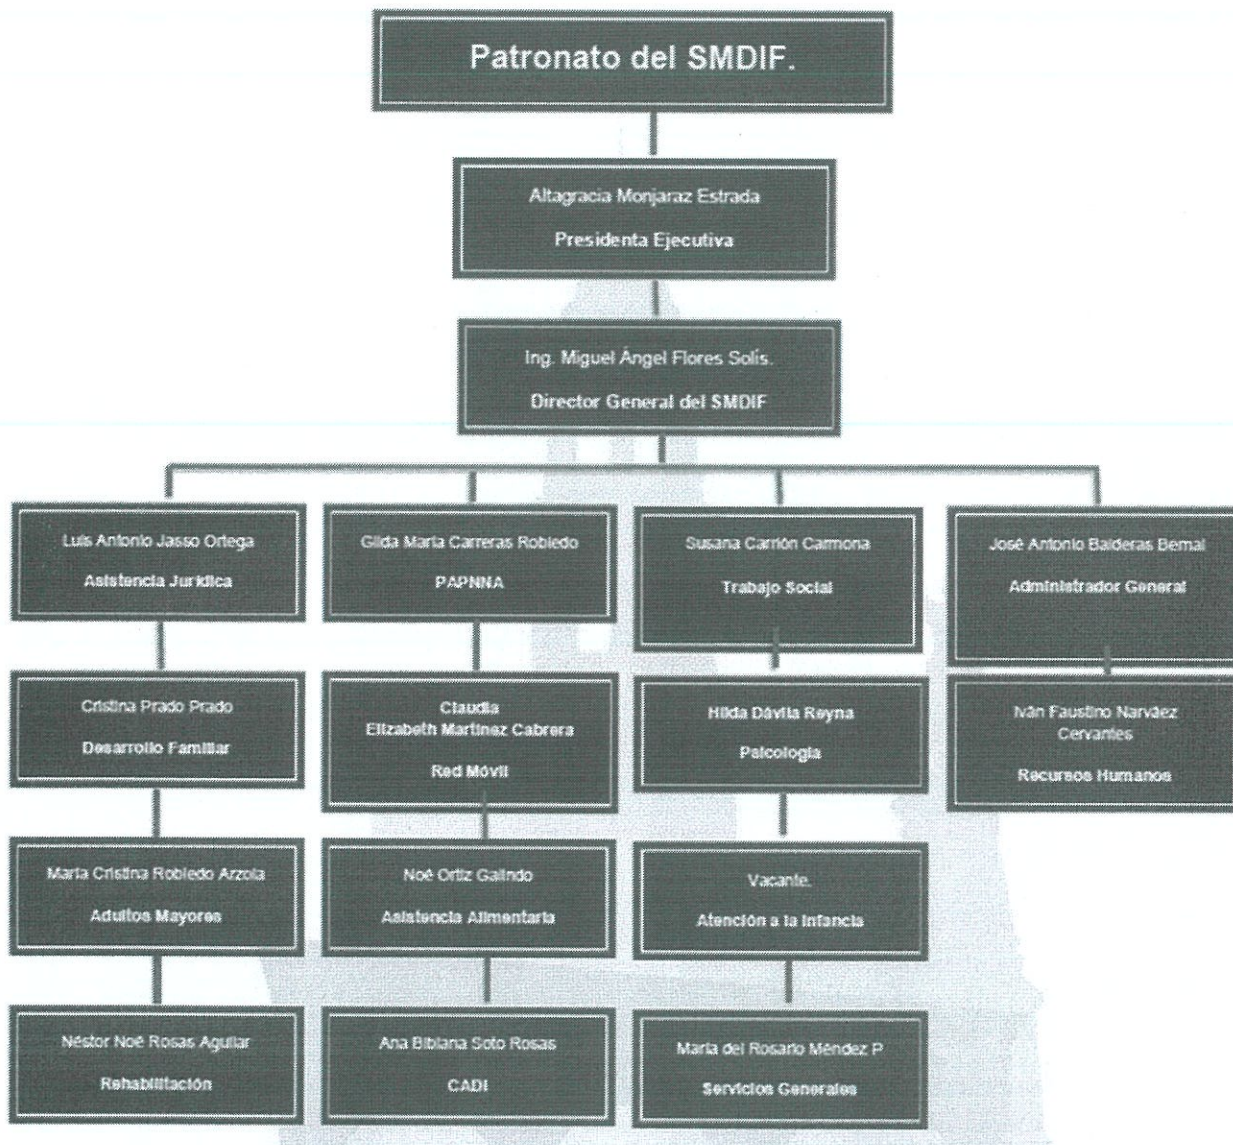 Patronato del SMDIF.
Altagracia Monjaraz Estrada
Presidenta Ejecutiva
Ing. Miguel Ángel Flores Solís.
Director General del SMDIF
Luis Antonio Jasso Ortega
Asistencia Jurídica
Gilda María Carreras Robledo
PAPNNA
Susana Carrión Carmona
Trabajo Social
José Antonio Balderas Bernal
Administrador General
Cristina Prado Prado
Desarrollo Familiar
Claudia
Elizabeth Martínez Cabrera
Red Móvil
Hilda Dávila Reyna
Psicología
Iván Faustino Narváez
Cervantes
Recursos Humanos
María Cristina Robledo Arzola
Adultos Mayores
Noé Ortiz Galindo
Asistencia Alimentaria
Vacante.
Atención a la Infancia
Néstor Noé Rosas Aguilar
Rehabilitación
Ana Bibiana Soto Rosas
CADI
María del Rosario Méndez P
Servicios Generales